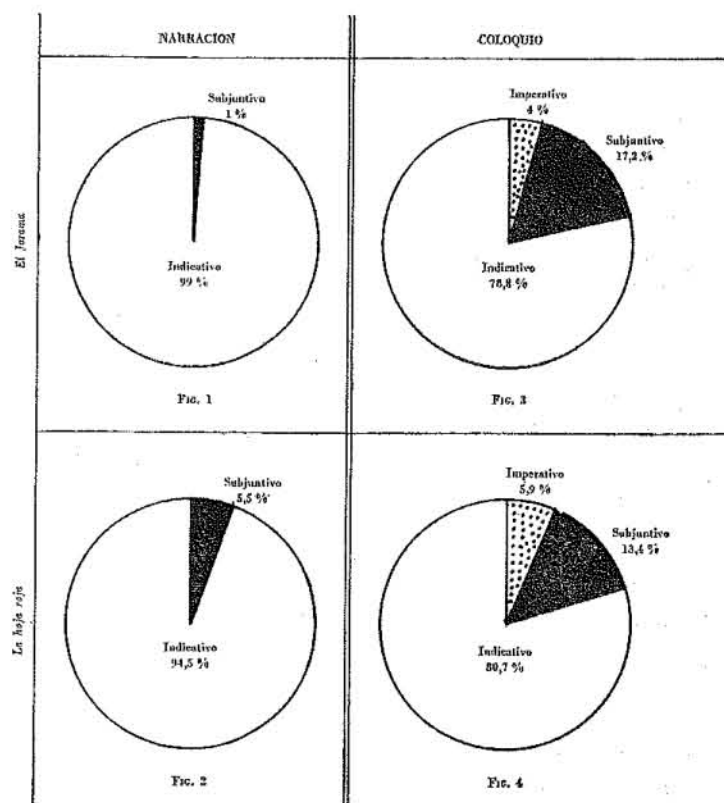 NARRACION
COLOQUIO
El Jarama
Subjuntivo
1 %
Indicativo
99 %
FIG. 1
Imperativo
4 %
Subjuntivo
17,2 %
Indicativo
78,8 %
FIG. 3
La hoja roja
Subjuntivo
5,5 %
Indicativo
94,5 %
FIG. 2
Imperativo
5,9 %
Subjuntivo
13,4 %
Indicativo
80,7 %
FIG. 4